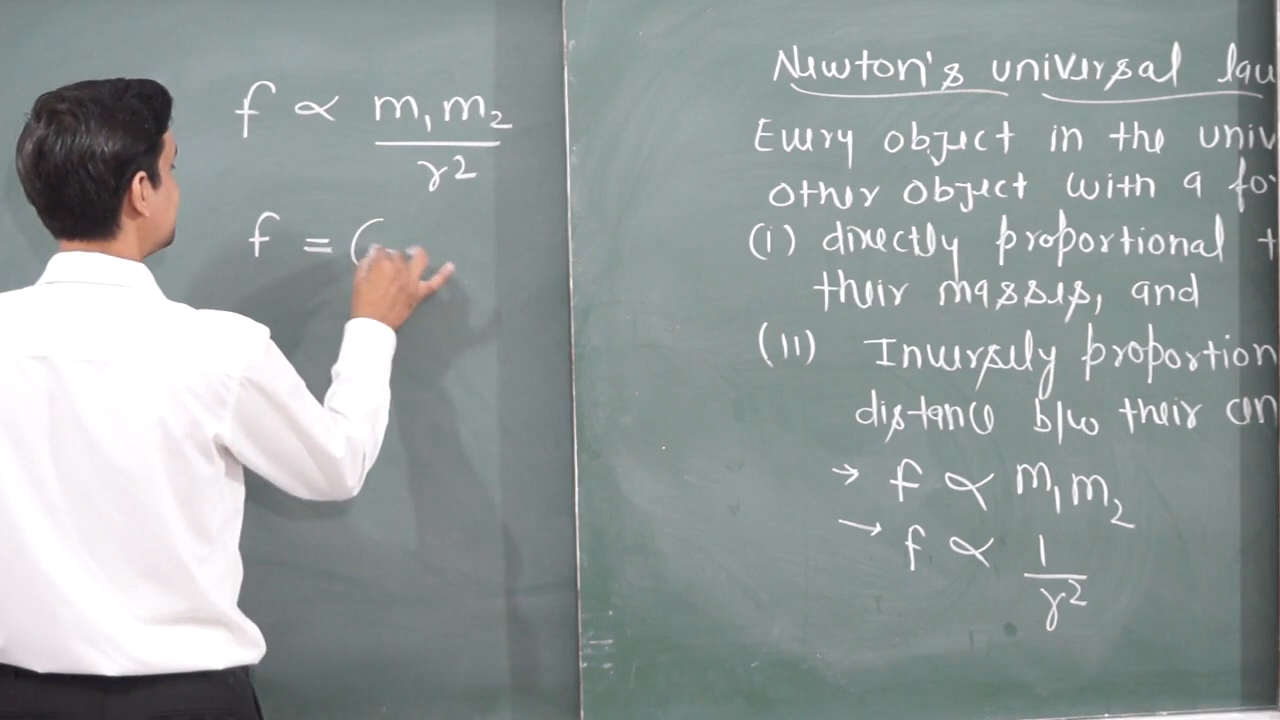 f ∝ m₁m₂
r²
f = (
Newton's universal law
Every object in the univ
other object with a fo
(i) directly proportional t
their masses, and
(ii) Inversely proportion
distance b/w their cen
→ f ∝ m₁m₂
→ f ∝ 1
r²